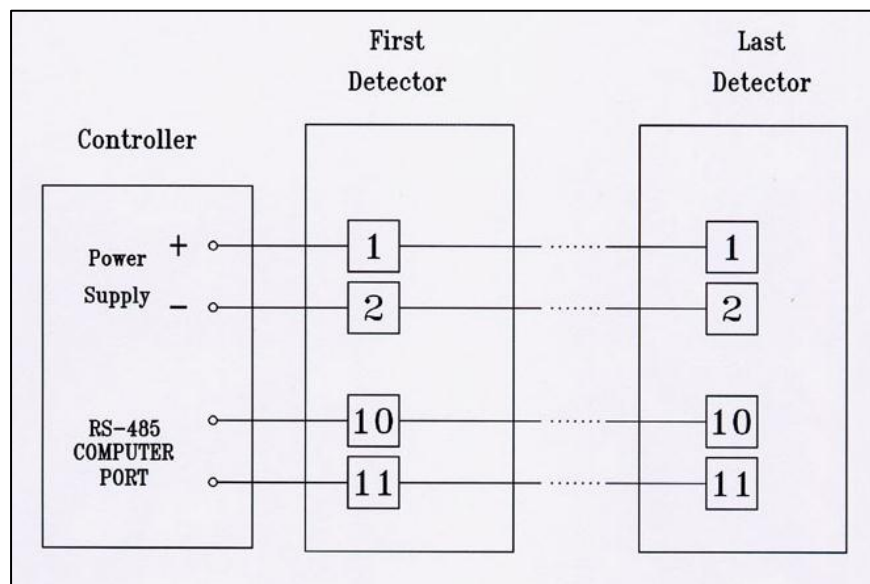 First
Detector
Last
Detector
Controller
Power
Supply
+
-
1
2
1
2
RS-485
COMPUTER
PORT
10
11
10
11